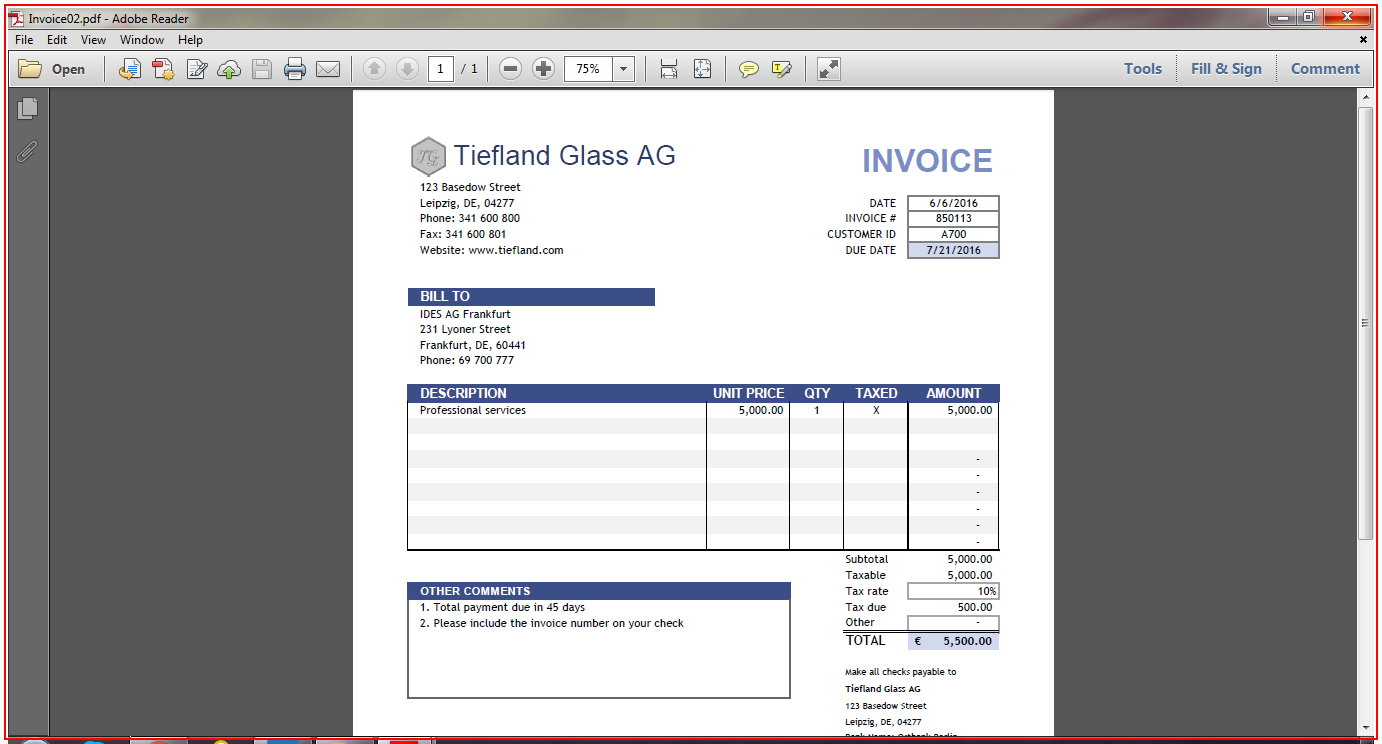 Invoice02.pdf - Adobe Reader
File Edit View Window Help
Open 1 / 1 75% Tools Fill & Sign Comment
TG Tiefland Glass AG
INVOICE
123 Basedow Street
Leipzig, DE, 04277
Phone: 341 600 800
Fax: 341 600 801
Website: www.tiefland.com
DATE 6/6/2016
INVOICE # 850113
CUSTOMER ID A700
DUE DATE 7/21/2016
BILL TO
IDES AG Frankfurt
231 Lyoner Street
Frankfurt, DE, 60441
Phone: 69 700 777
DESCRIPTION UNIT PRICE QTY TAXED AMOUNT
Professional services 5,000.00 1 X 5,000.00
-
-
-
-
-
-
Subtotal 5,000.00
Taxable 5,000.00
Tax rate 10%
Tax due 500.00
Other -
TOTAL € 5,500.00
OTHER COMMENTS
1. Total payment due in 45 days
2. Please include the invoice number on your check
Make all checks payable to
Tiefland Glass AG
123 Basedow Street
Leipzig, DE, 04277